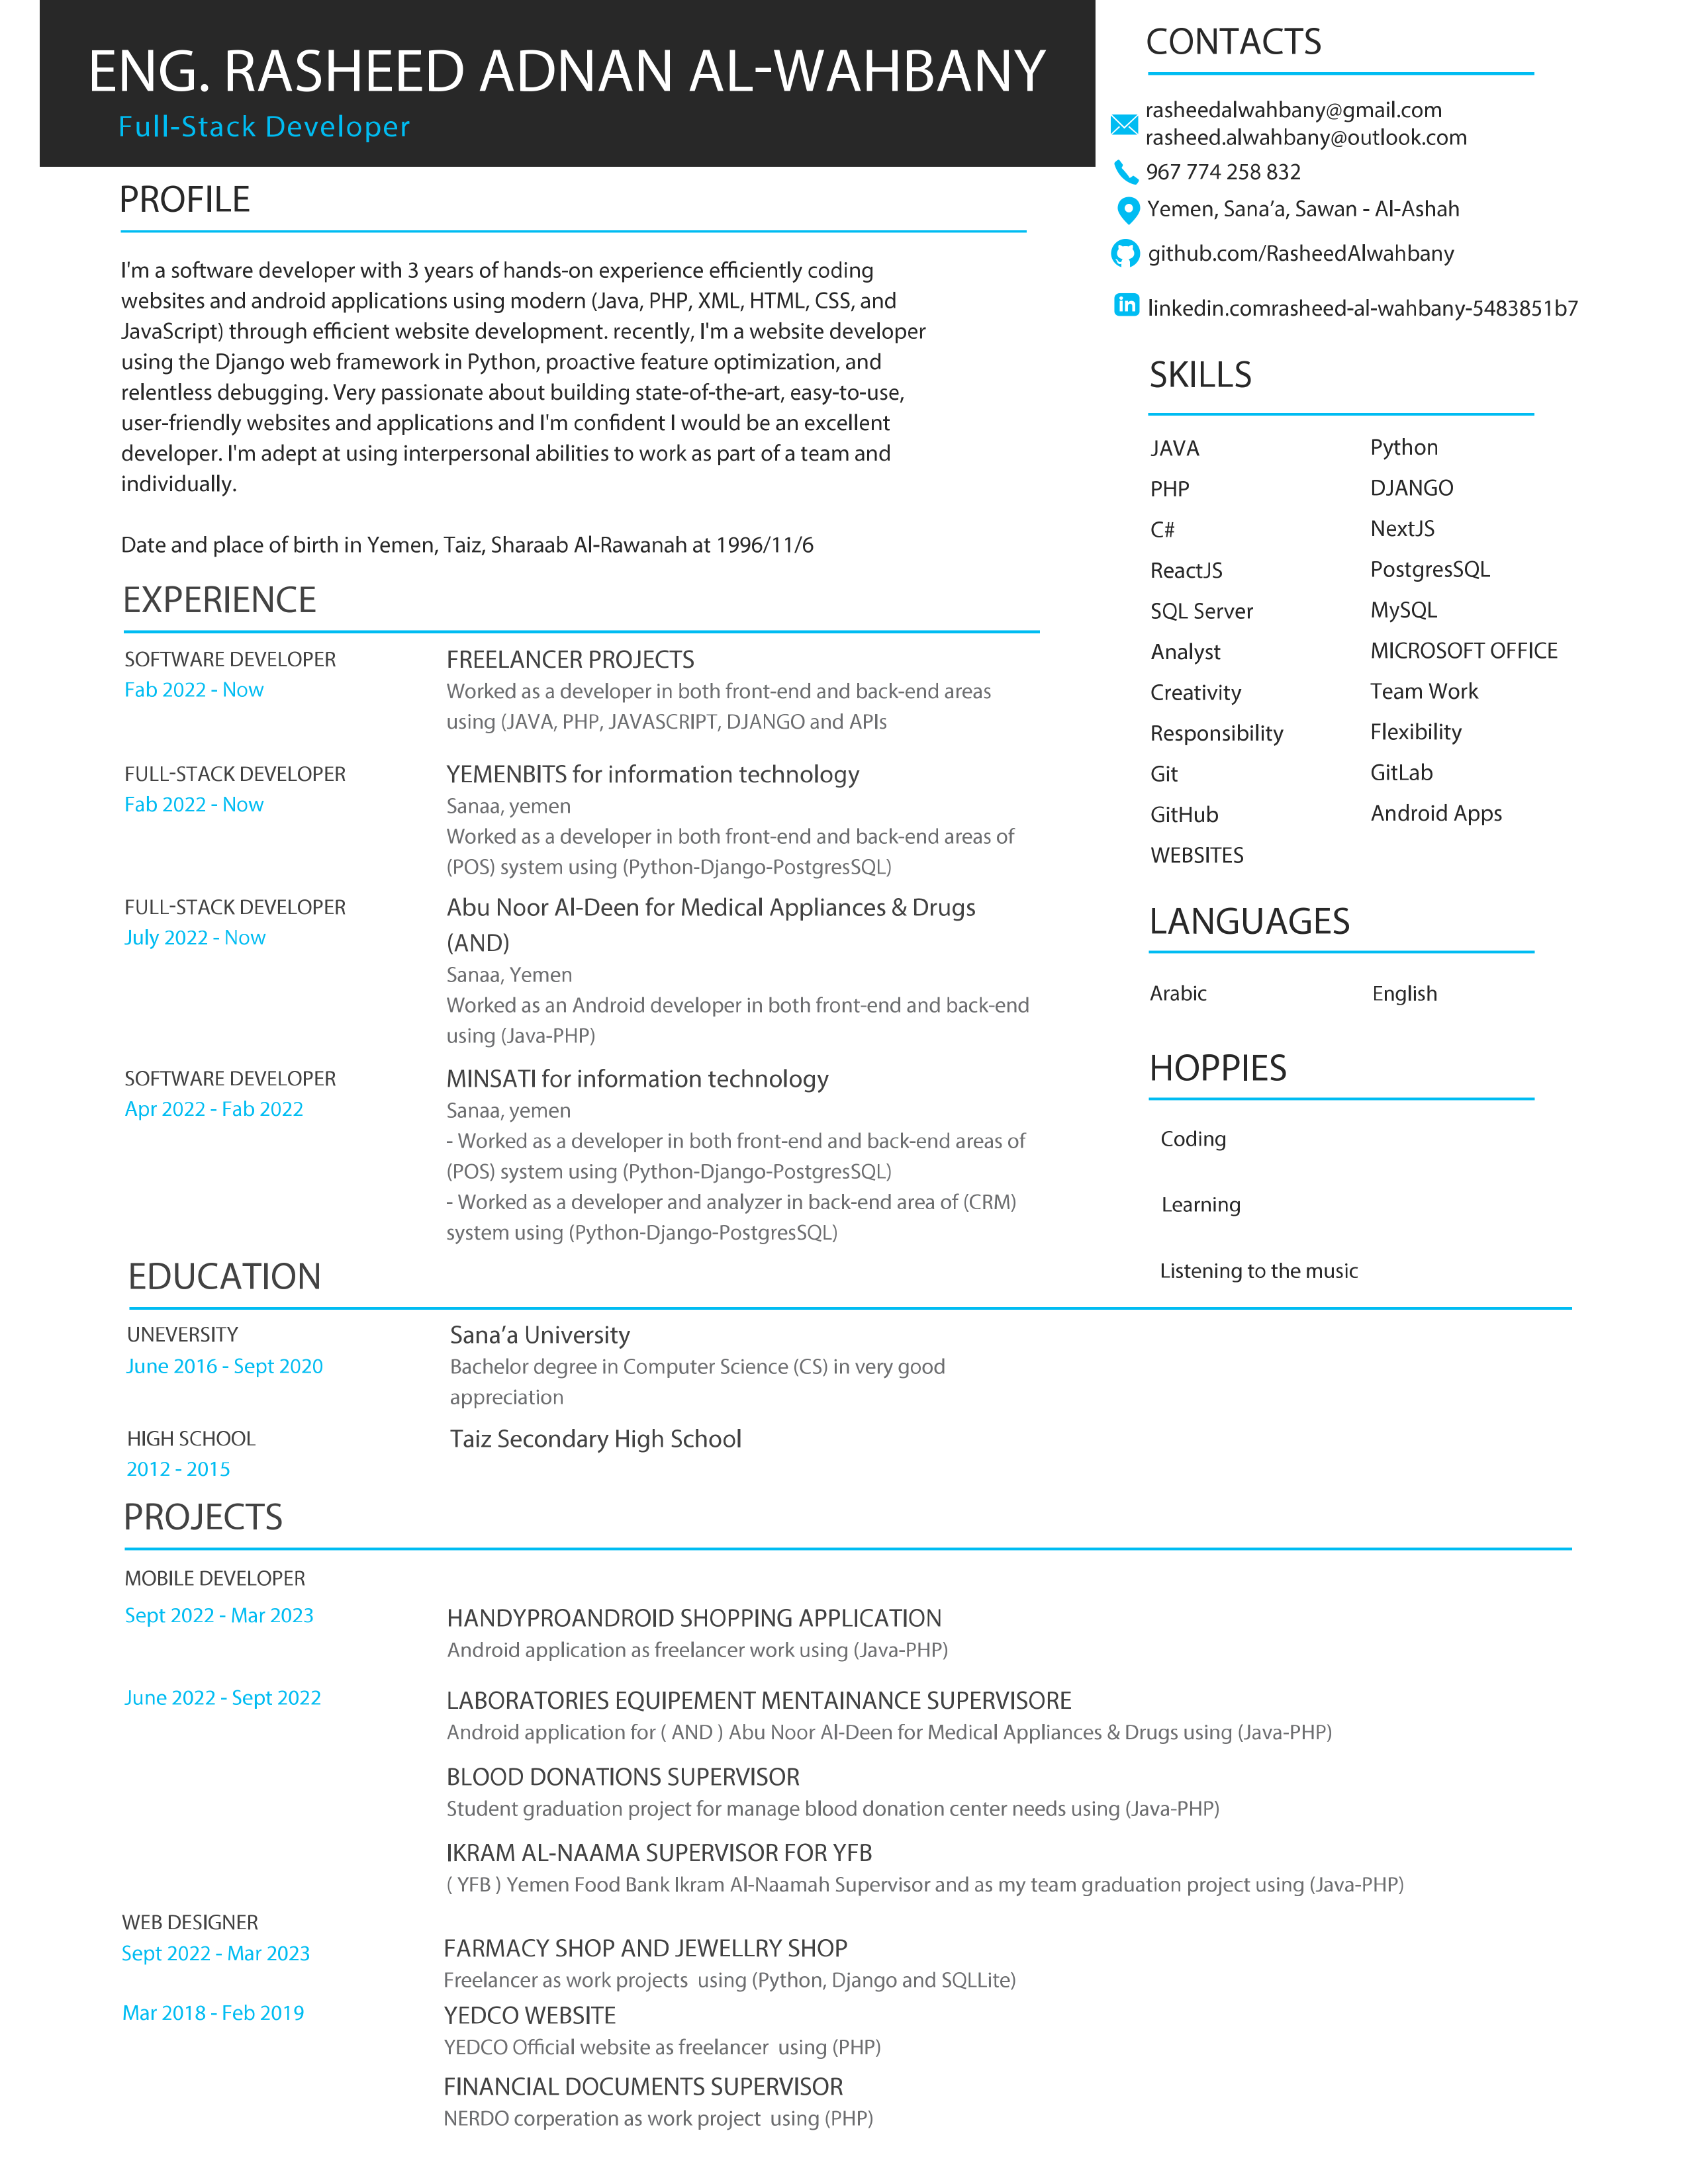 ENG. RASHEED ADNAN AL-WAHBANY
Full-Stack Developer
PROFILE
I'm a software developer with 3 years of hands-on experience efficiently coding
websites and android applications using modern (Java, PHP, XML, HTML, CSS, and
JavaScript) through efficient website development. recently, I'm a website developer
using the Django web framework in Python, proactive feature optimization, and
relentless debugging. Very passionate about building state-of-the-art, easy-to-use,
user-friendly websites and applications and I'm confident I would be an excellent
developer. I'm adept at using interpersonal abilities to work as part of a team and
individually.
Date and place of birth in Yemen, Taiz, Sharaab Al-Rawanah at 1996/11/6
EXPERIENCE
SOFTWARE DEVELOPER
Fab 2022 - Now
FREELANCER PROJECTS
Worked as a developer in both front-end and back-end areas
using (JAVA, PHP, JAVASCRIPT, DJANGO and APIs
FULL-STACK DEVELOPER
Fab 2022 - Now
YEMENBITS for information technology
Sanaa, yemen
Worked as a developer in both front-end and back-end areas of
(POS) system using (Python-Django-PostgresSQL)
FULL-STACK DEVELOPER
July 2022 - Now
Abu Noor Al-Deen for Medical Appliances & Drugs
(AND)
Sanaa, Yemen
Worked as an Android developer in both front-end and back-end
using (Java-PHP)
SOFTWARE DEVELOPER
Apr 2022 - Fab 2022
MINSATI for information technology
Sanaa, yemen
- Worked as a developer in both front-end and back-end areas of
(POS) system using (Python-Django-PostgresSQL)
- Worked as a developer and analyzer in back-end area of (CRM)
system using (Python-Django-PostgresSQL)
CONTACTS
rasheedalwahbany@gmail.com
rasheed.alwahbany@outlook.com
967 774 258 832
Yemen, Sana’a, Sawan - Al-Ashah
github.com/RasheedAlwahbany
in linkedin.comrasheed-al-wahbany-5483851b7
SKILLS
JAVA Python
PHP DJANGO
C# NextJS
ReactJS PostgresSQL
SQL Server MySQL
Analyst MICROSOFT OFFICE
Creativity Team Work
Responsibility Flexibility
Git GitLab
GitHub Android Apps
WEBSITES
LANGUAGES
Arabic English
HOPPIES
Coding
Learning
Listening to the music
EDUCATION
UNEVERSITY
June 2016 - Sept 2020
Sana’a University
Bachelor degree in Computer Science (CS) in very good
appreciation
HIGH SCHOOL
2012 - 2015
Taiz Secondary High School
PROJECTS
MOBILE DEVELOPER
Sept 2022 - Mar 2023
HANDYPROANDROID SHOPPING APPLICATION
Android application as freelancer work using (Java-PHP)
June 2022 - Sept 2022
LABORATORIES EQUIPEMENT MENTAINANCE SUPERVISORE
Android application for ( AND ) Abu Noor Al-Deen for Medical Appliances & Drugs using (Java-PHP)
BLOOD DONATIONS SUPERVISOR
Student graduation project for manage blood donation center needs using (Java-PHP)
IKRAM AL-NAAMA SUPERVISOR FOR YFB
( YFB ) Yemen Food Bank Ikram Al-Naamah Supervisor and as my team graduation project using (Java-PHP)
WEB DESIGNER
Sept 2022 - Mar 2023
FARMACY SHOP AND JEWELLRY SHOP
Freelancer as work projects using (Python, Django and SQLLite)
Mar 2018 - Feb 2019
YEDCO WEBSITE
YEDCO Official website as freelancer using (PHP)
FINANCIAL DOCUMENTS SUPERVISOR
NERDO corperation as work project using (PHP)